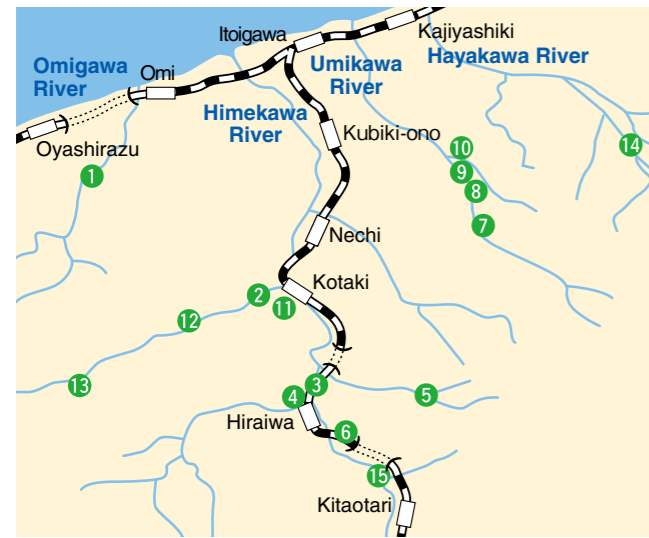 Kajiyashiki
Itoigawa
Hayakawa River
Omigawa
River
Omi
Umikawa
River
Himekawa
River
Kubiki-ono
Oyashirazu
1
10
9
8
7
14
Nechi
Kotaki
2
11
12
13
3
4
5
Hiraiwa
6
15
Kitaotari